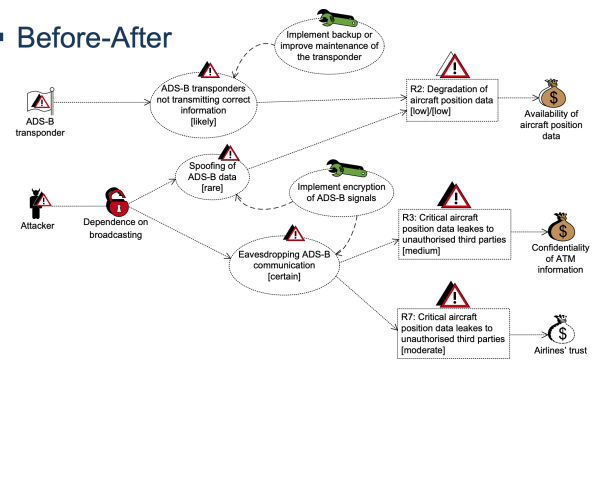 Before-After
Implement backup or
improve maintenance of
the transponder
ADS-B transponders
not transmitting correct
information
[likely]
R2: Degradation of
aircraft position data
[low]/[low]
$
Availability of
aircraft position
data
ADS-B
transponder
Spoofing of
ADS-B data
[rare]
Implement encryption
of ADS-B signals
Attacker
Dependence on
broadcasting
Eavesdropping ADS-B
communication
[certain]
R3: Critical aircraft
position data leakes to
unauthorised third parties
[medium]
$
Confidentiality
of ATM
information
R7: Critical aircraft
position data leakes to
unauthorised third parties
[moderate]
$
Airlines' trust